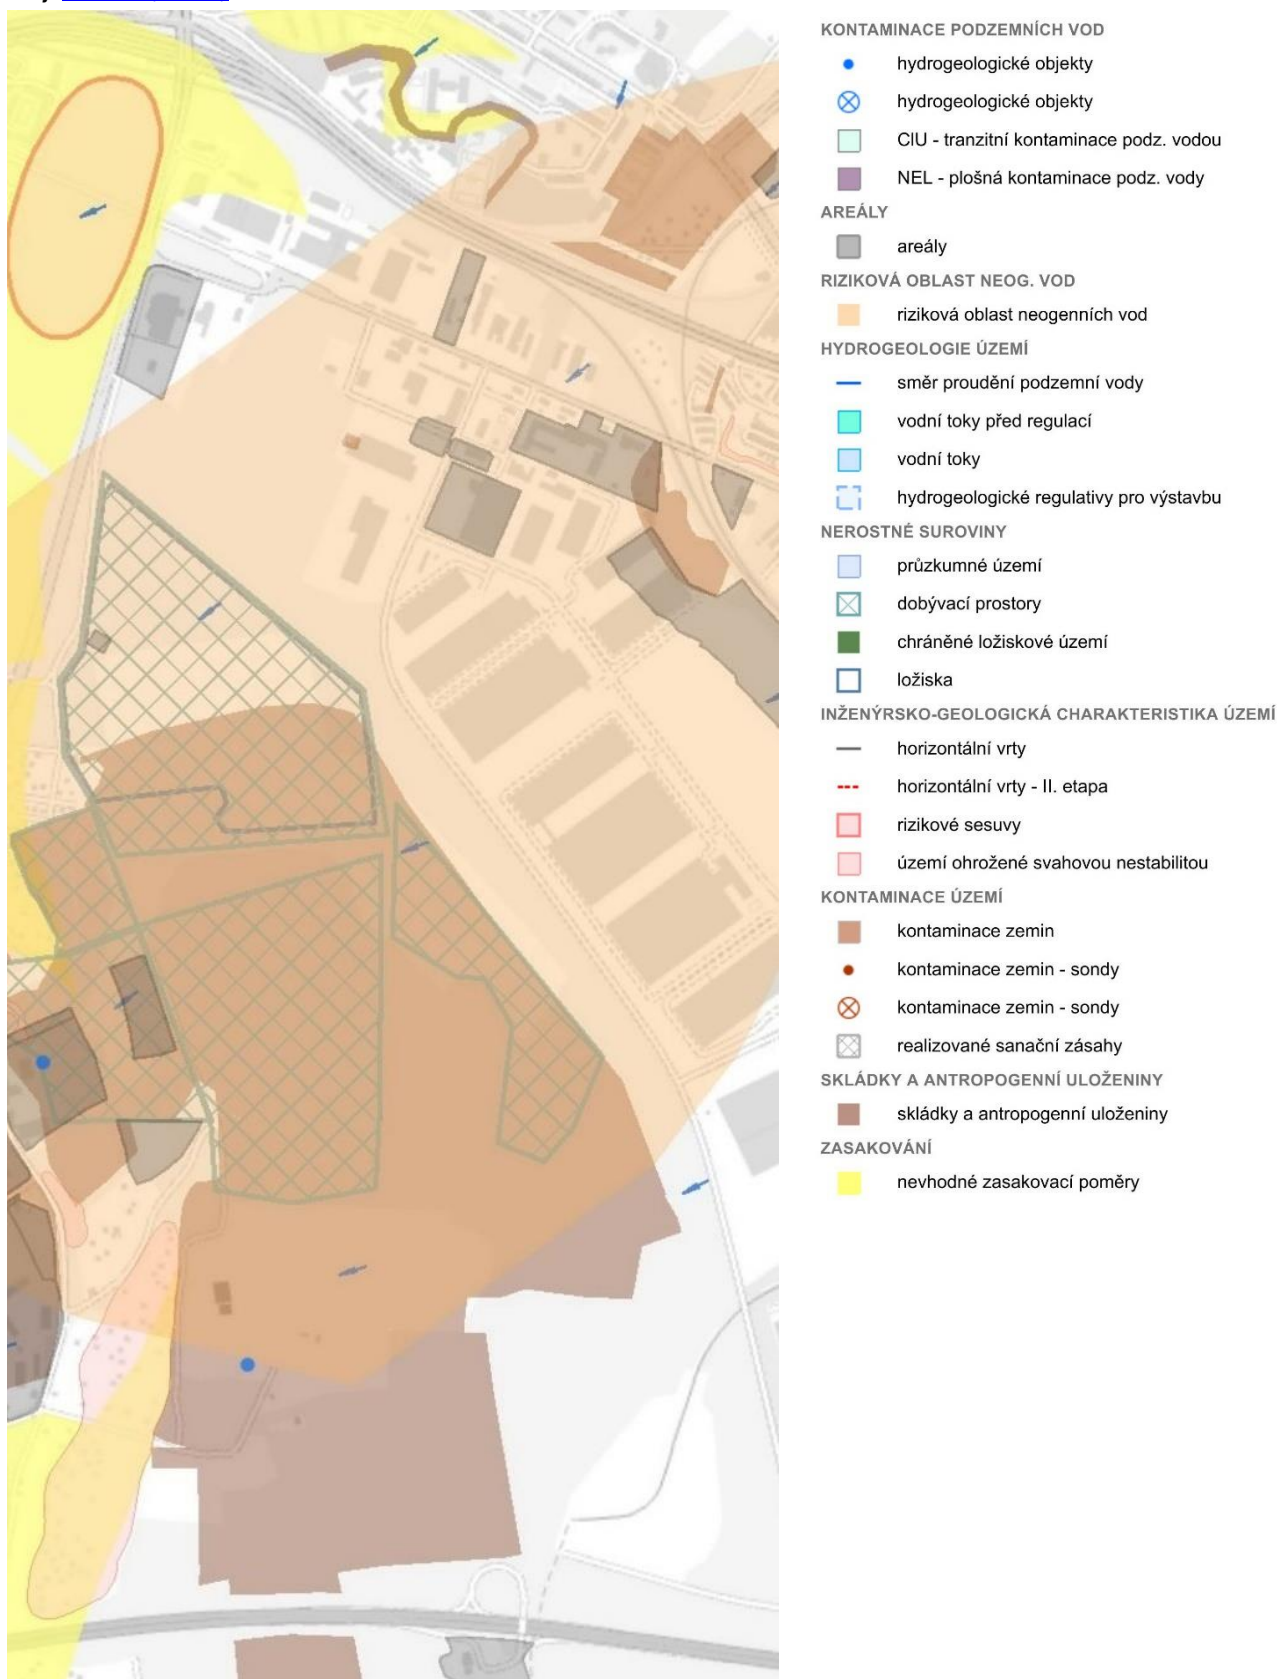 KONTAMINACE PODZEMNÍCH VOD
hydrogeologické objekty
hydrogeologické objekty
ClU - tranzitní kontaminace podz. vodou
NEL - plošná kontaminace podz. vody
AREÁLY
areály
RIZIKOVÁ OBLAST NEOG. VOD
riziková oblast neogenních vod
HYDROGEOLOGIE ÚZEMÍ
směr proudění podzemní vody
vodní toky před regulací
vodní toky
hydrogeologické regulativy pro výstavbu
NEROSTNÉ SUROVINY
průzkumné území
dobývací prostory
chráněné ložiskové území
ložiska
INŽENÝRSKO-GEOLOGICKÁ CHARAKTERISTIKA ÚZEMÍ
horizontální vrty
horizontální vrty - II. etapa
rizikové sesuvy
území ohrožené svahovou nestabilitou
KONTAMINACE ÚZEMÍ
kontaminace zemin
kontaminace zemin - sondy
kontaminace zemin - sondy
realizované sanační zásahy
SKLÁDKY A ANTROPOGENNÍ ULOŽENINY
skládky a antropogenní uloženiny
ZASAKOVÁNÍ
nevhodné zasakovací poměry